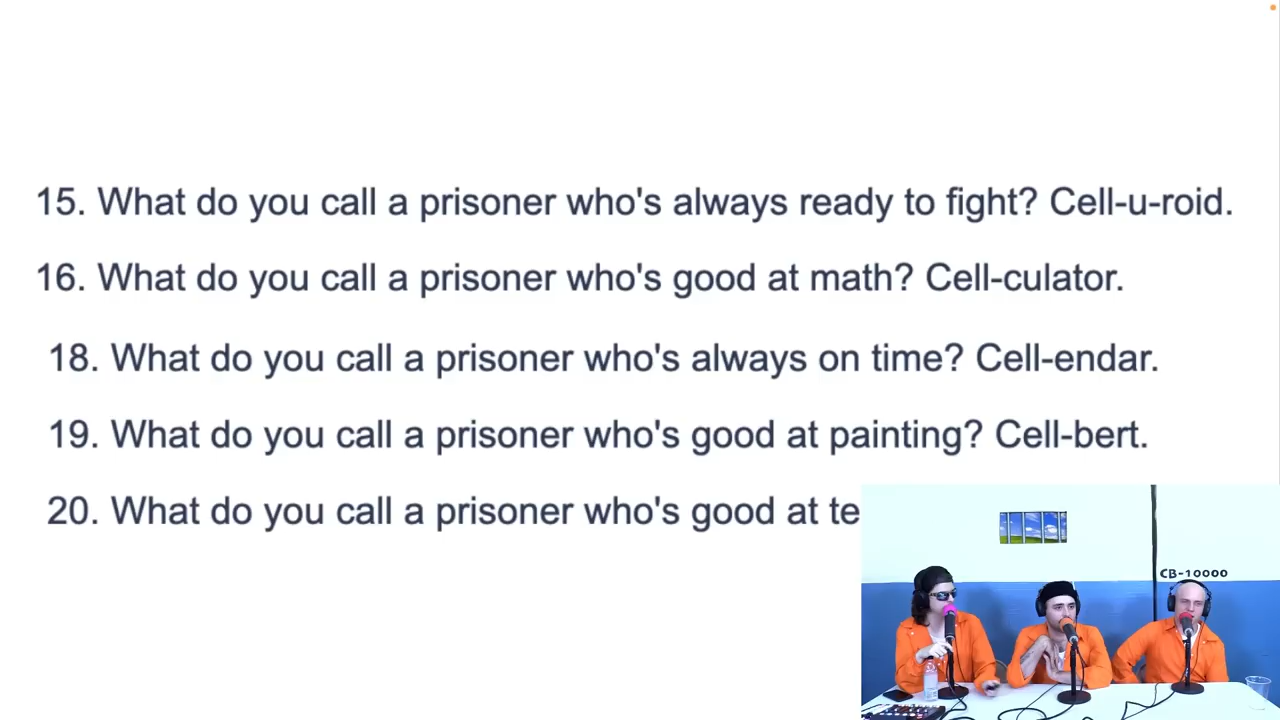 15. What do you call a prisoner who's always ready to fight? Cell-u-roid.
16. What do you call a prisoner who's good at math? Cell-culator.
18. What do you call a prisoner who's always on time? Cell-endar.
19. What do you call a prisoner who's good at painting? Cell-bert.
20. What do you call a prisoner who's good at te
CB-10000